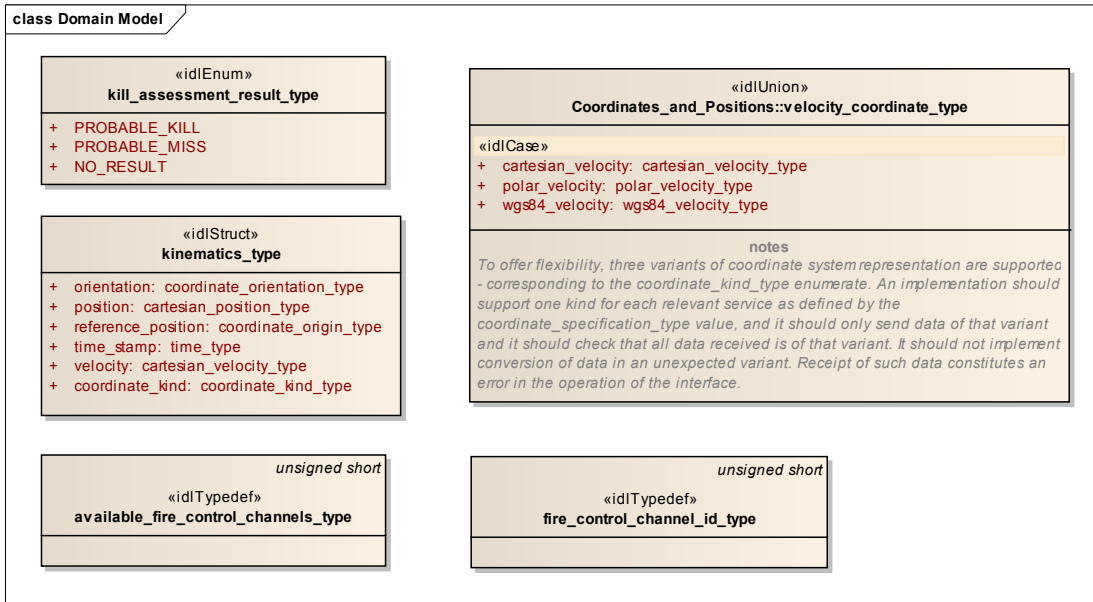 class Domain Model
«idlEnum»
kill_assessment_result_type
+ PROBABLE_KILL
+ PROBABLE_MISS
+ NO_RESULT
«idlUnion»
Coordinates_and_Positions::velocity_coordinate_type
«idlCase»
+ cartesian_velocity: cartesian_velocity_type
+ polar_velocity: polar_velocity_type
+ wgs84_velocity: wgs84_velocity_type
notes
To offer flexibility, three variants of coordinate system representation are supported
- corresponding to the coordinate_kind_type enumerate. An implementation should
support one kind for each relevant service as defined by the
coordinate_specification_type value, and it should only send data of that variant
and it should check that all data received is of that variant. It should not implement
conversion of data in an unexpected variant. Receipt of such data constitutes an
error in the operation of the interface.
«idlStruct»
kinematics_type
+ orientation: coordinate_orientation_type
+ position: cartesian_position_type
+ reference_position: coordinate_origin_type
+ time_stamp: time_type
+ velocity: cartesian_velocity_type
+ coordinate_kind: coordinate_kind_type
unsigned short
«idlTypedef»
available_fire_control_channels_type
unsigned short
«idlTypedef»
fire_control_channel_id_type